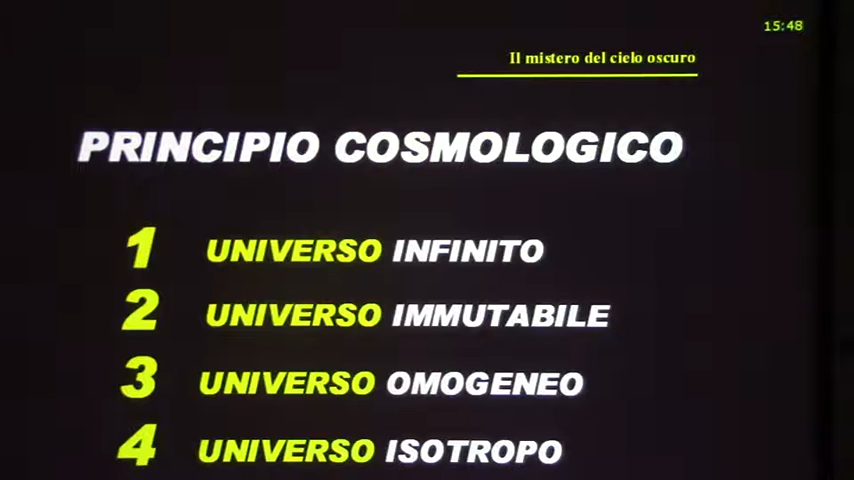 15:48
Il mistero del cielo oscuro
PRINCIPIO COSMOLOGICO
1 UNIVERSO INFINITO
2 UNIVERSO IMMUTABILE
3 UNIVERSO OMOGENEO
4 UNIVERSO ISOTROPO